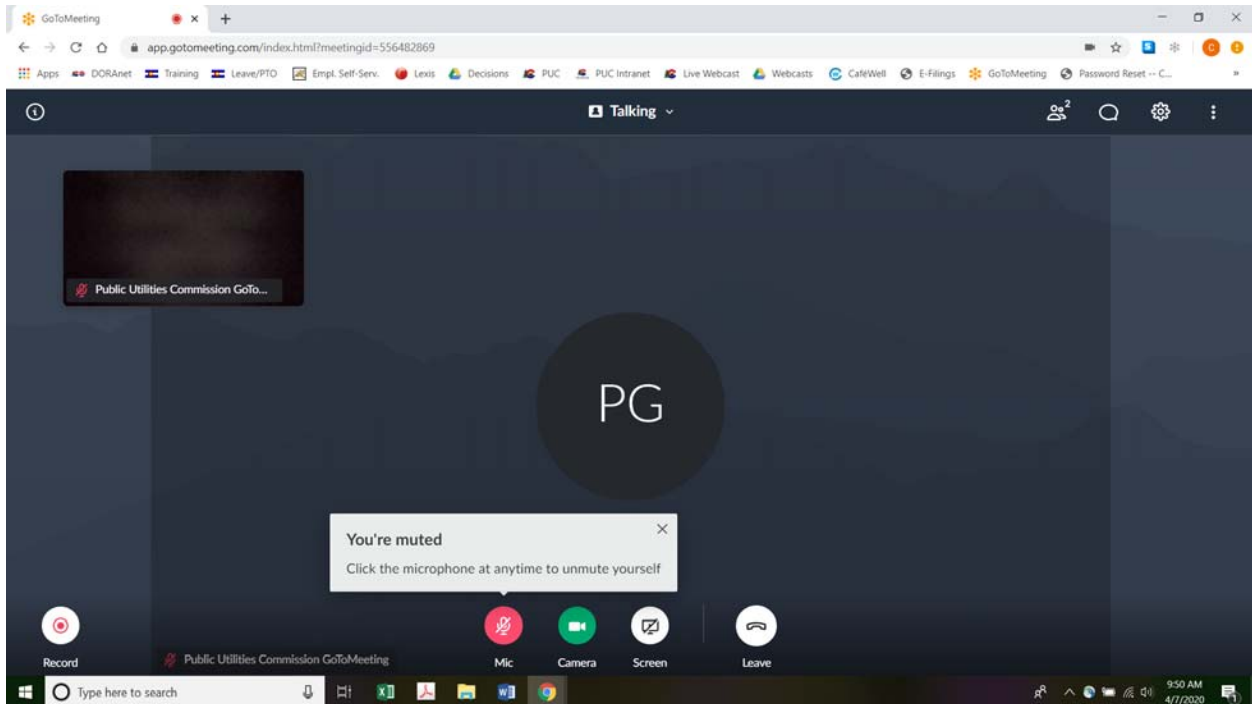 GoToMeeting
app.gotomeeting.com/index.html?meetingid=556482869
Apps DORAnet Training Leave/PTO Empl. Self-Serv. Lexis Decisions PUC PUC Intranet Live Webcast Webcasts CafeWell E-Filings GoToMeeting Password Reset -- C... »
Talking
2
Public Utilities Commission GoTo...
PG
You're muted
Click the microphone at anytime to unmute yourself
Record
Public Utilities Commission GoToMeeting
Mic Camera Screen Leave
Type here to search
9:50 AM
4/7/2020